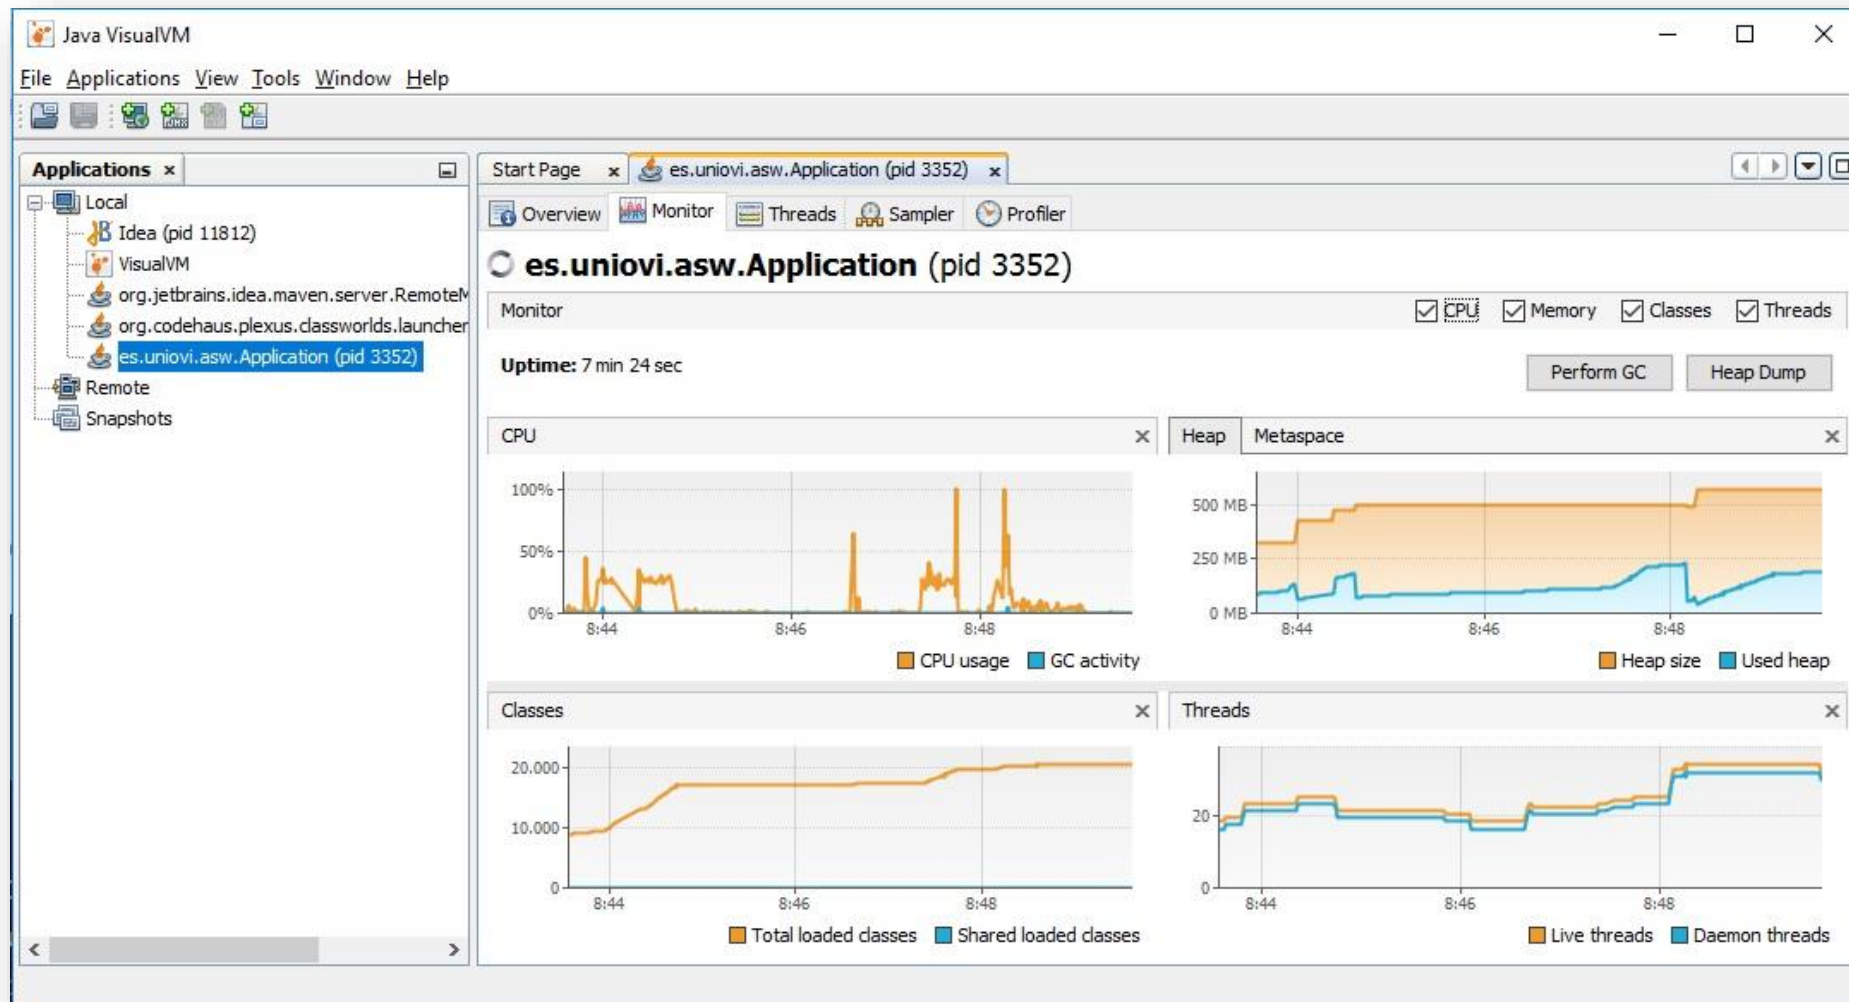 Java VisualVM
File Applications View Tools Window Help
Applications
Local
Idea (pid 11812)
VisualVM
org.jetbrains.idea.maven.server.RemoteM
org.codehaus.plexus.classworlds.launcher
es.uniovi.asw.Application (pid 3352)
Remote
Snapshots
Start Page es.uniovi.asw.Application (pid 3352)
Overview Monitor Threads Sampler Profiler
es.uniovi.asw.Application (pid 3352)
Monitor CPU Memory Classes Threads
Uptime: 7 min 24 sec Perform GC Heap Dump
CPU
100%
50%
0%
8:44 8:46 8:48
CPU usage GC activity
Heap Metaspace
500 MB
250 MB
0 MB
8:44 8:46 8:48
Heap size Used heap
Classes
20.000
10.000
0
8:44 8:46 8:48
Total loaded classes Shared loaded classes
Threads
20
0
8:44 8:46 8:48
Live threads Daemon threads